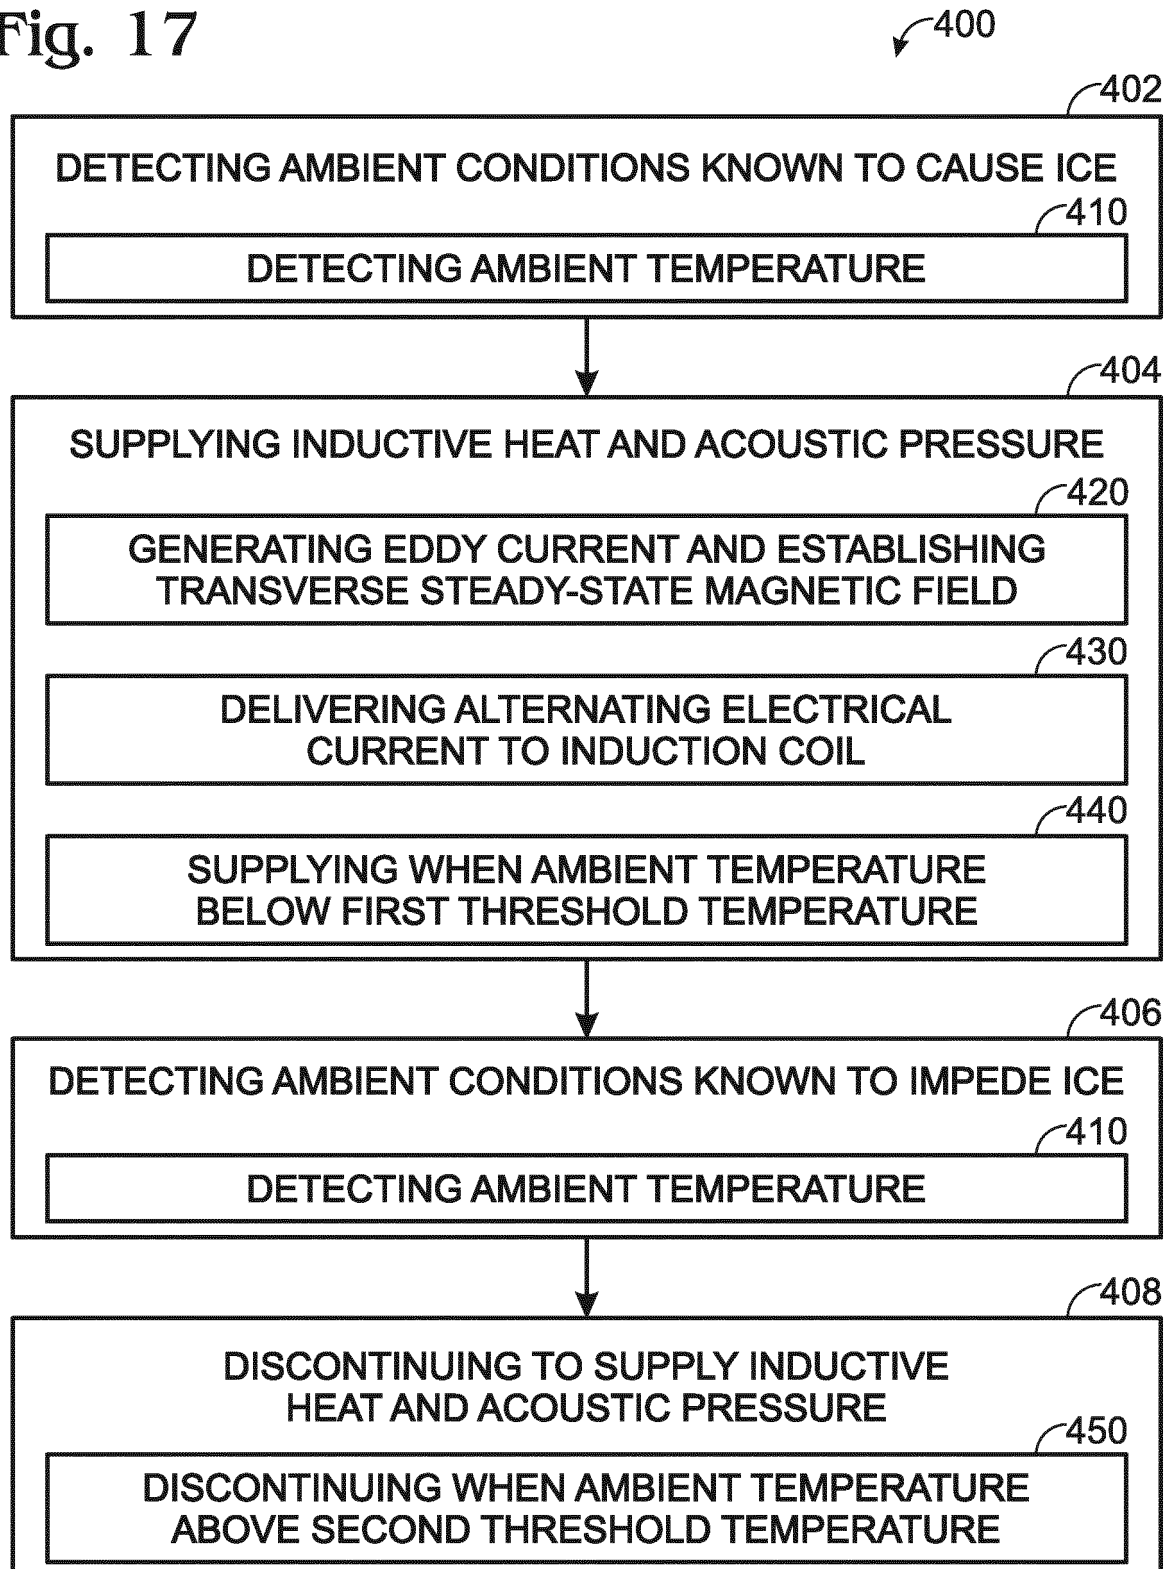 Fig. 17
400
402
DETECTING AMBIENT CONDITIONS KNOWN TO CAUSE ICE
410
DETECTING AMBIENT TEMPERATURE
404
SUPPLYING INDUCTIVE HEAT AND ACOUSTIC PRESSURE
420
GENERATING EDDY CURRENT AND ESTABLISHING
TRANSVERSE STEADY-STATE MAGNETIC FIELD
430
DELIVERING ALTERNATING ELECTRICAL
CURRENT TO INDUCTION COIL
440
SUPPLYING WHEN AMBIENT TEMPERATURE
BELOW FIRST THRESHOLD TEMPERATURE
406
DETECTING AMBIENT CONDITIONS KNOWN TO IMPEDE ICE
410
DETECTING AMBIENT TEMPERATURE
408
DISCONTINUING TO SUPPLY INDUCTIVE
HEAT AND ACOUSTIC PRESSURE
450
DISCONTINUING WHEN AMBIENT TEMPERATURE
ABOVE SECOND THRESHOLD TEMPERATURE